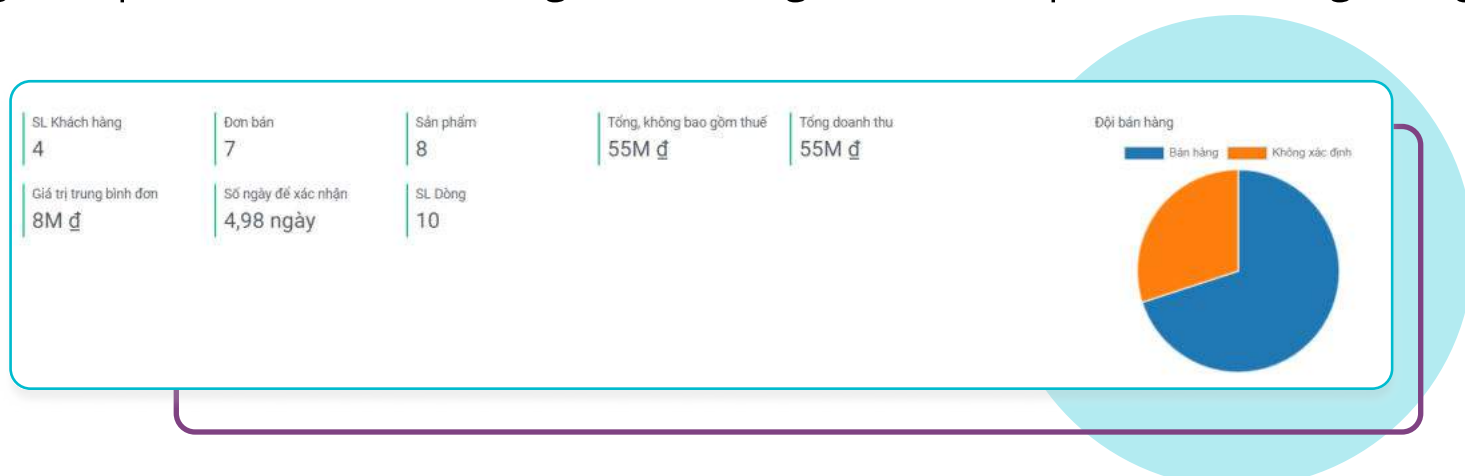 SL Khách hàng
4
Đơn bán
7
Sản phẩm
8
Tổng, không bao gồm thuế
55M ₫
Tổng doanh thu
55M ₫
Giá trị trung bình đơn
8M ₫
Số ngày để xác nhận
4,98 ngày
SL Dòng
10
Đội bán hàng
Bán hàng
Không xác định